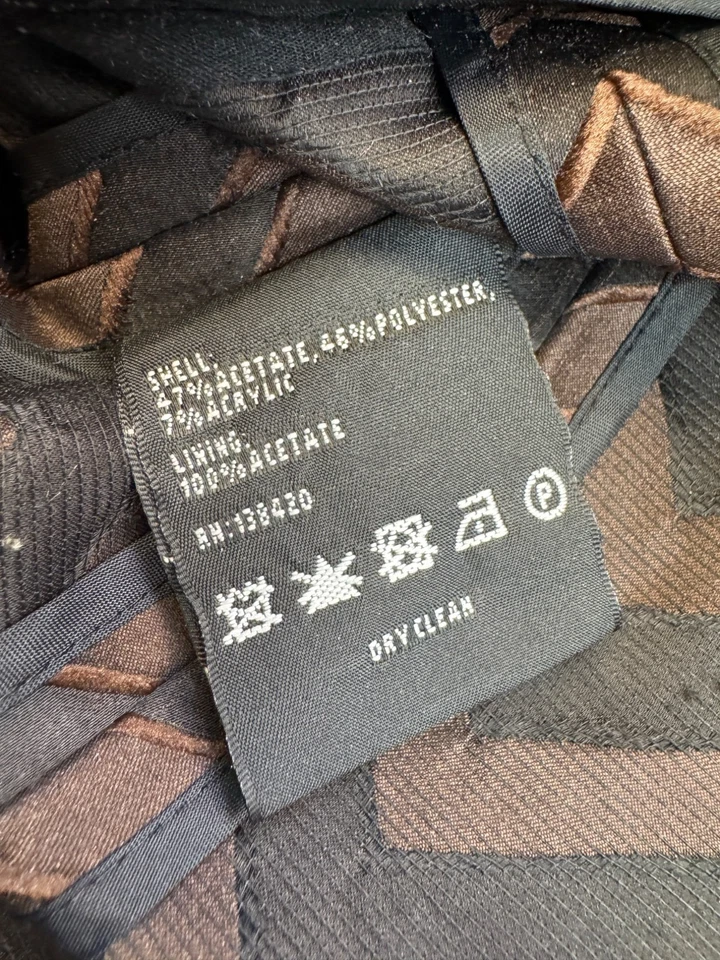 SHELL:
47%ACETATE, 46%POLYESTER,
7%ACRYLIC
LINING:
100%ACETATE
RN:138420
P
DRY CLEAN